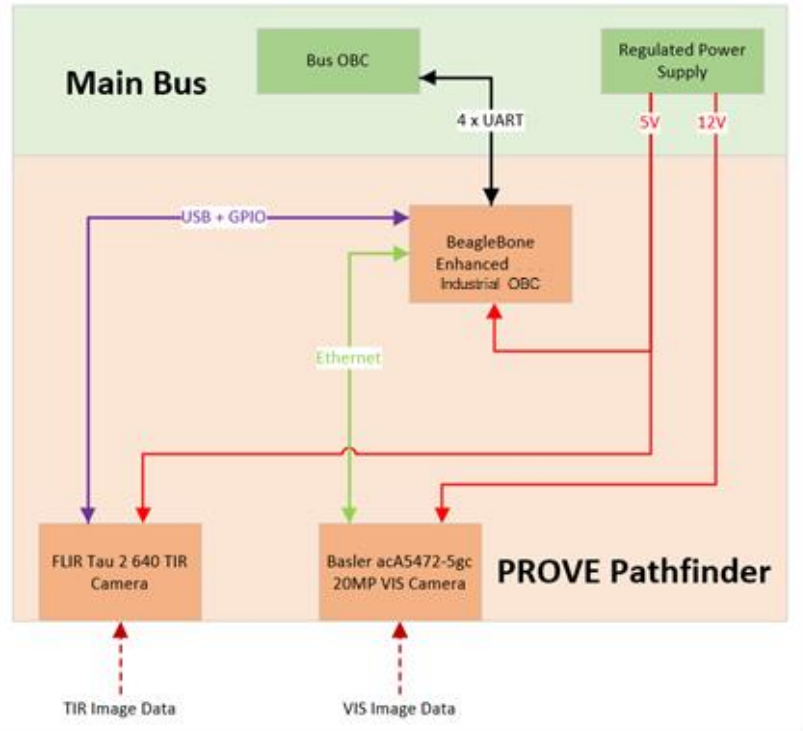 Main Bus
Bus OBC
Regulated Power
Supply
4 x UART
5V
12V
USB + GPIO
BeagleBone
Enhanced
Industrial OBC
Ethernet
FLIR Tau 2 640 TIR
Camera
Basler acA5472-5gc
20MP VIS Camera
PROVE Pathfinder
TIR Image Data
VIS Image Data